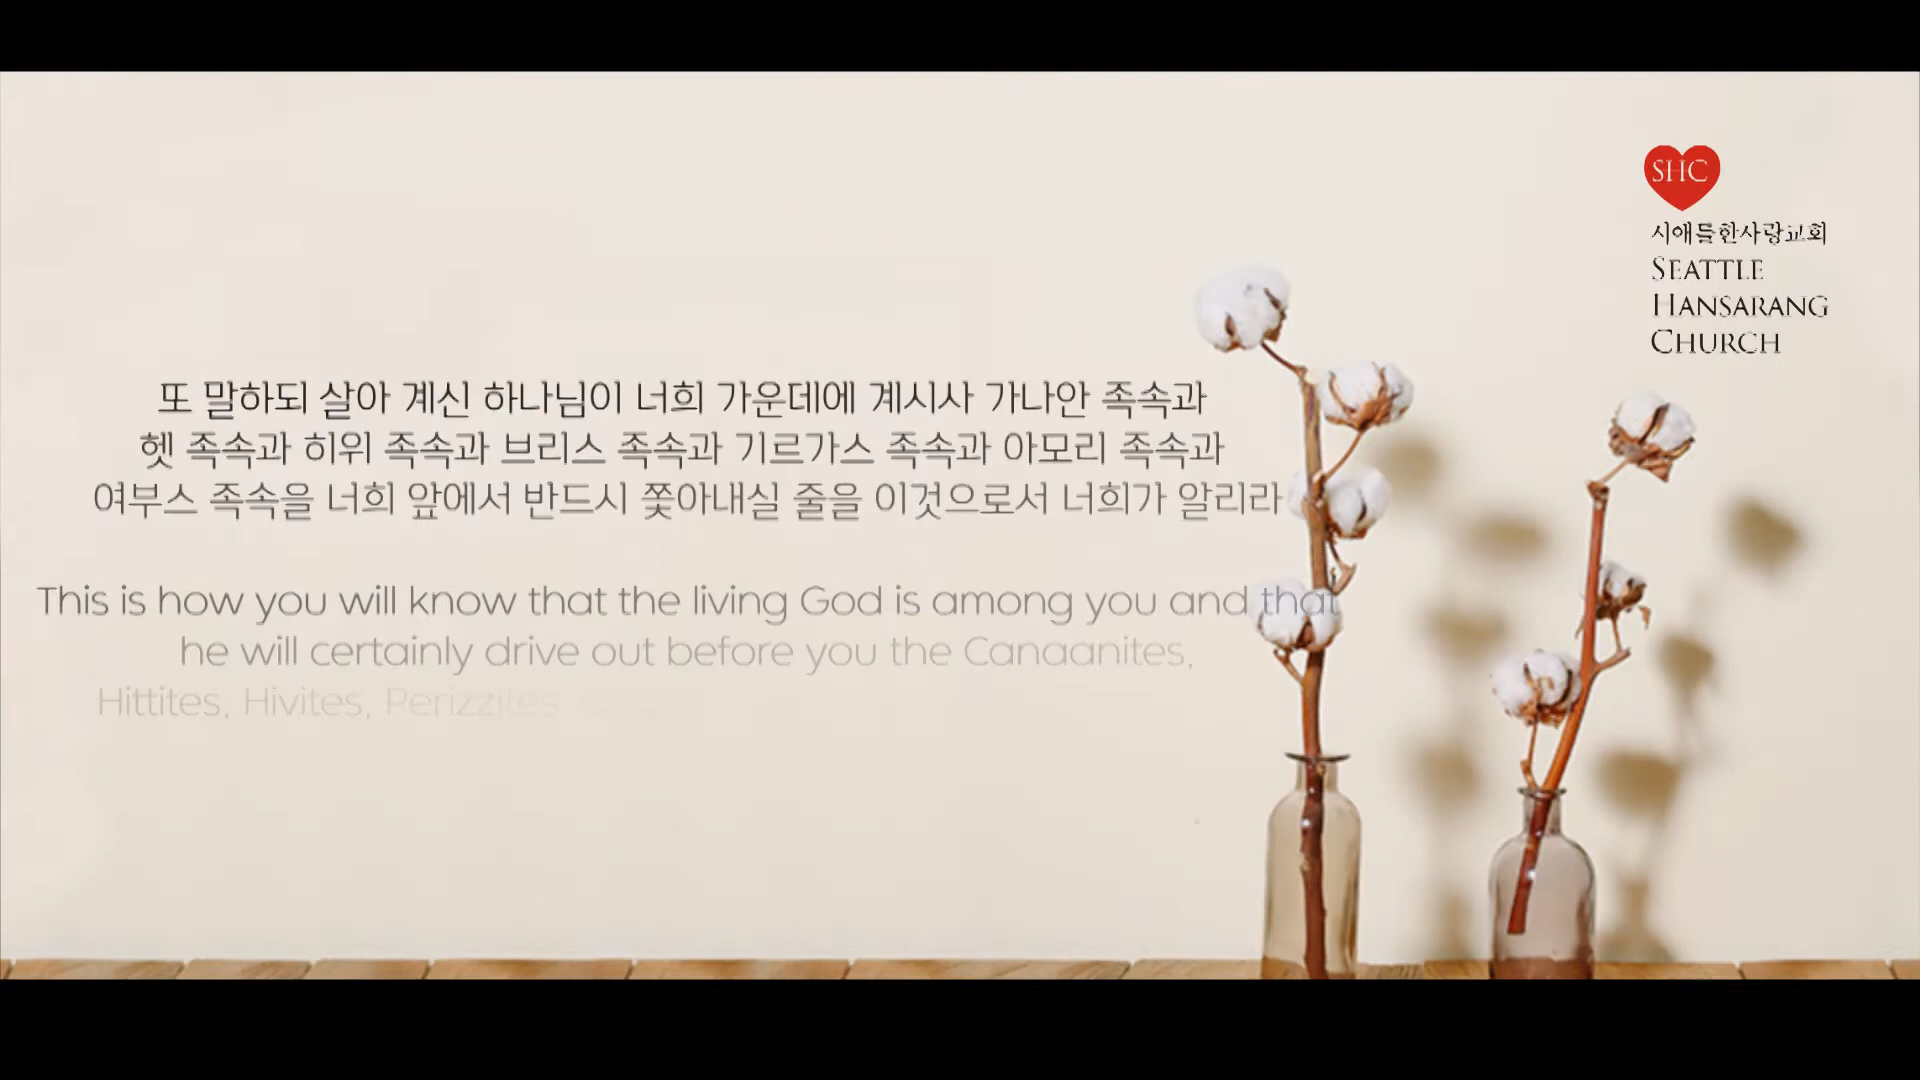 SHC
시애틀한사랑교회
SEATTLE
HANSARANG
CHURCH
또 말하되 살아 계신 하나님이 너희 가운데에 계시사 가나안 족속과
헷 족속과 히위 족속과 브리스 족속과 기르가스 족속과 아모리 족속과
여부스 족속을 너희 앞에서 반드시 쫓아내실 줄을 이것으로서 너희가 알리라
This is how you will know that the living God is among you and that
he will certainly drive out before you the Canaanites,
Hittites, Hivites, Perizzites